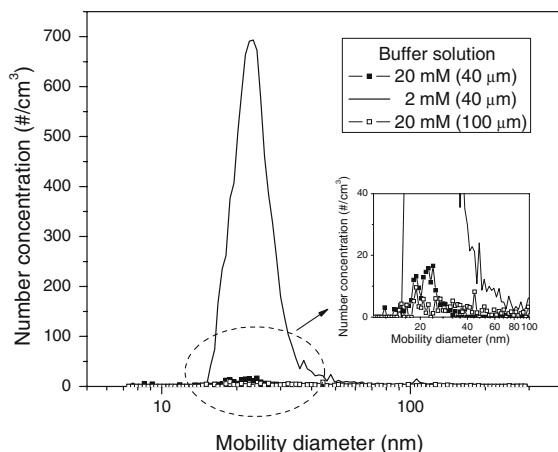 700
600
500
400
300
200
100
0
Number concentration (#/cm³)
10
100
Mobility diameter (nm)
Buffer solution
20 mM (40 μm)
2 mM (40 μm)
20 mM (100 μm)
40
20
0
Number concentration (#/cm³)
20 40 60 80 100
Mobility diameter (nm)